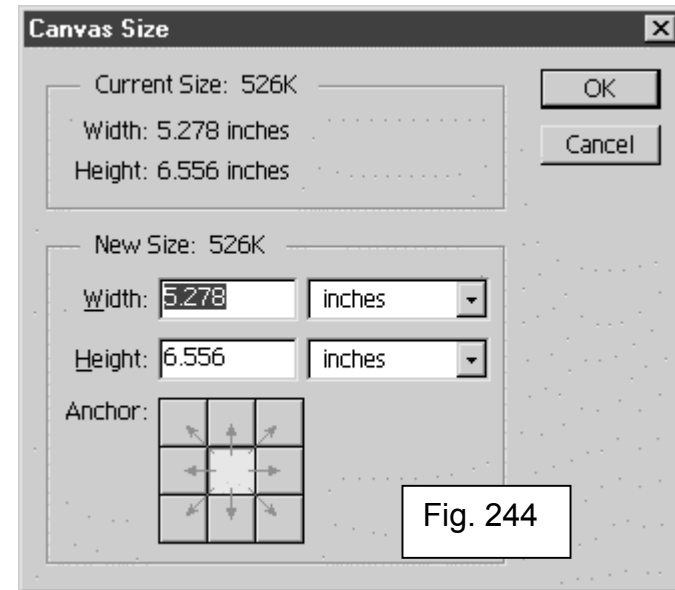 Canvas Size
Current Size: 526K
OK
Width: 5.278 inches
Cancel
Height: 6.556 inches
New Size: 526K
Width: 5.278 inches
Height: 6.556 inches
Anchor:
Fig. 244